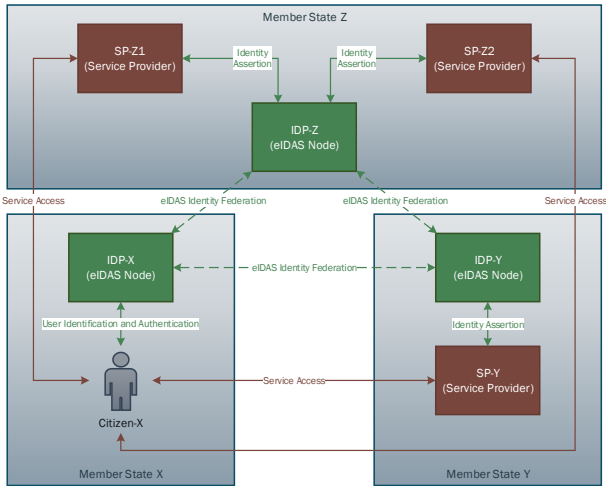 Member State Z
SP-Z1
(Service Provider)
Identity
Assertion
Identity
Assertion
SP-Z2
(Service Provider)
IDP-Z
(eIDAS Node)
Service Access
eIDAS Identity Federation
eIDAS Identity Federation
Service Access
IDP-X
(eIDAS Node)
eIDAS Identity Federation
IDP-Y
(eIDAS Node)
User Identification and Authentication
Identity Assertion
Service Access
SP-Y
(Service Provider)
Citizen-X
Member State X
Member State Y